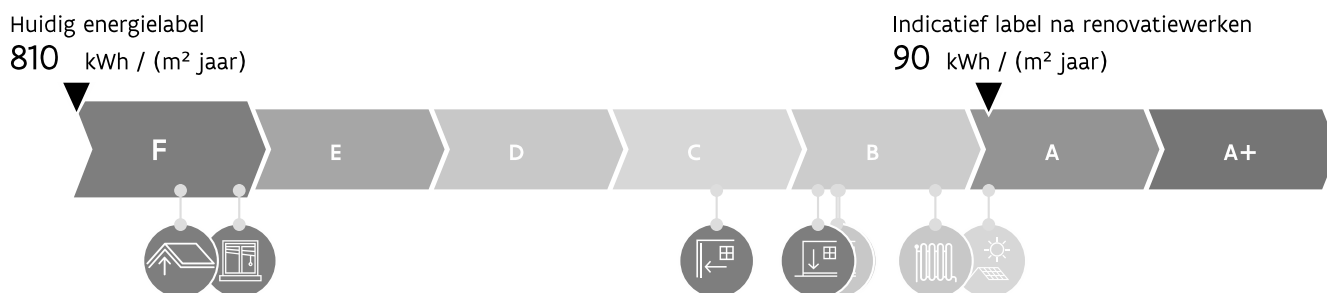 Huidig energielabel
810 kWh / (m² jaar)
Indicatief label na renovatiewerken
90 kWh / (m² jaar)
F E D C B A A+